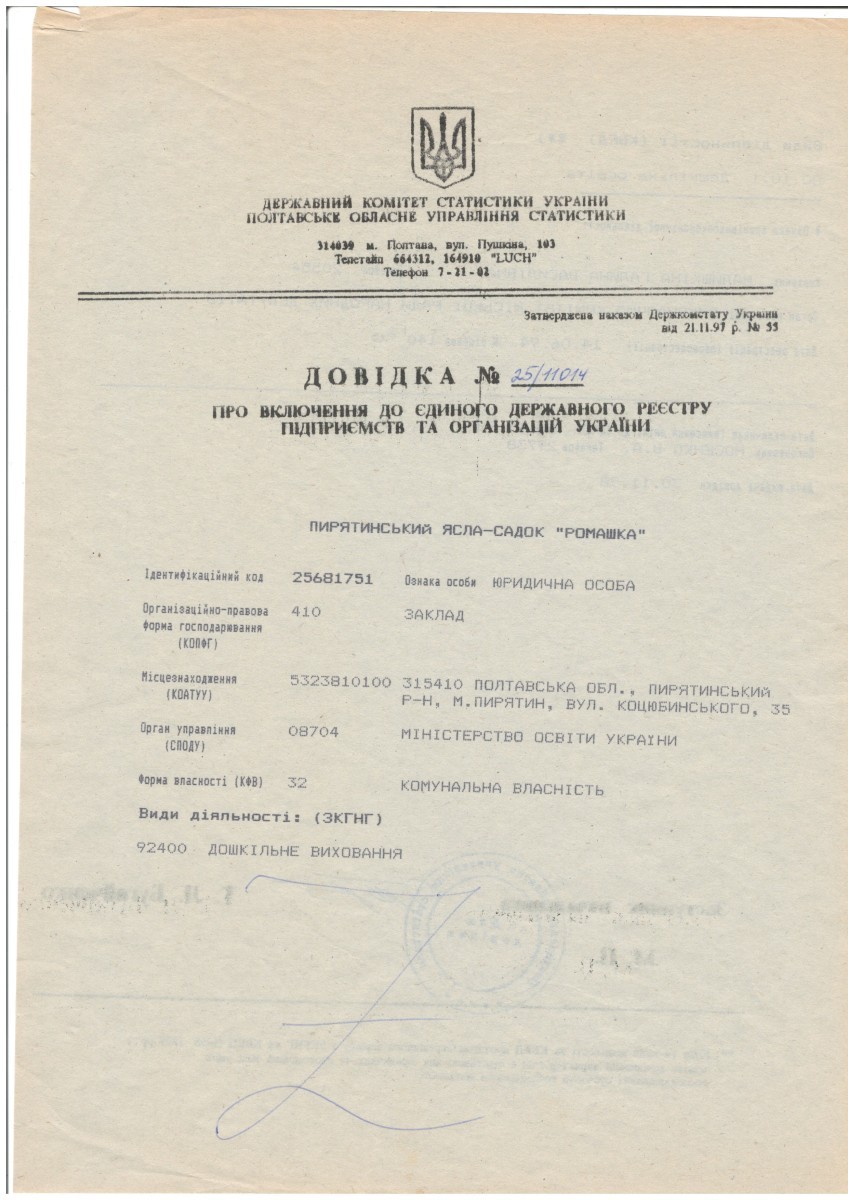 ДЕРЖАВНИЙ КОМІТЕТ СТАТИСТИКИ УКРАЇНИ
ПОЛТАВСЬКЕ ОБЛАСНЕ УПРАВЛІННЯ СТАТИСТИКИ
314039 м. Полтава, вул. Пушкіна, 103
Телетайп 664312, 164910 "LUCH"
Телефон 7-21-02
Затверджена наказом Держкомстату України
від 21.11.97 р. № 55
ДОВІДКА № 25/11014
ПРО ВКЛЮЧЕННЯ ДО ЄДИНОГО ДЕРЖАВНОГО РЕЄСТРУ
ПІДПРИЄМСТВ ТА ОРГАНІЗАЦІЙ УКРАЇНИ
ПИРЯТИНСЬКИЙ ЯСЛА-САДОК "РОМАШКА"
Ідентифікаційний код 25681751 Ознака особи ЮРИДИЧНА ОСОБА
Організаційно-правова 410 ЗАКЛАД
форма господарювання
(КОПФГ)
Місцезнаходження 5323810100 315410 ПОЛТАВСЬКА ОБЛ., ПИРЯТИНСЬКИЙ
(КОАТУУ) Р-Н, М.ПИРЯТИН, ВУЛ. КОЦЮБИНСЬКОГО, 35
Орган управління 08704 МІНІСТЕРСТВО ОСВІТИ УКРАЇНИ
(СПОДУ)
Форма власності (КФВ) 32 КОМУНАЛЬНА ВЛАСНІСТЬ
Види діяльності: (ЗКГНГ)
92400 ДОШКІЛЬНЕ ВИХОВАННЯ